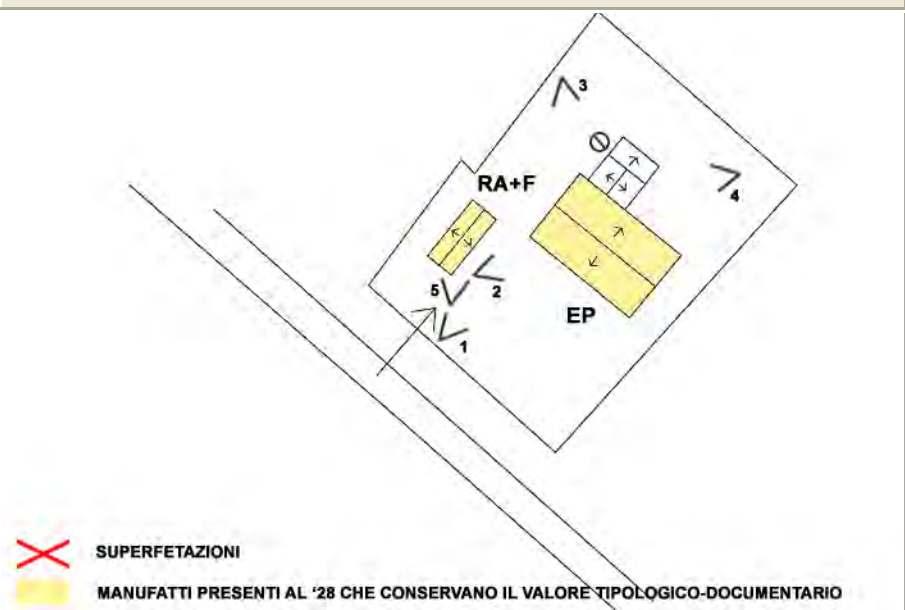 3
4
RA+F
2
5
EP
1
SUPERFETAZIONI
MANUFATTI PRESENTI AL ‘28 CHE CONSERVANO IL VALORE TIPOLOGICO-DOCUMENTARIO